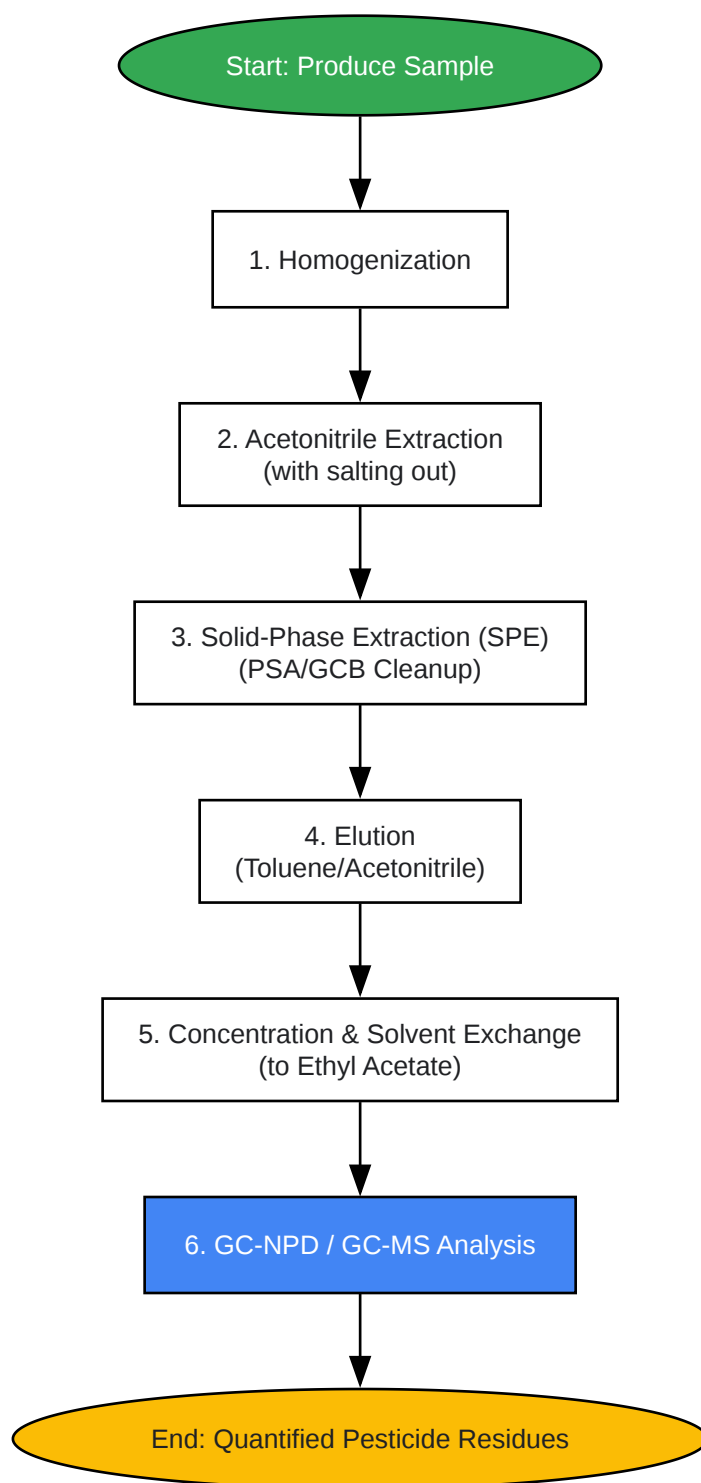 Start: Produce Sample
1. Homogenization
2. Acetonitrile Extraction
(with salting out)
3. Solid-Phase Extraction (SPE)
(PSA/GCB Cleanup)
4. Elution
(Toluene/Acetonitrile)
5. Concentration & Solvent Exchange
(to Ethyl Acetate)
6. GC-NPD / GC-MS Analysis
End: Quantified Pesticide Residues